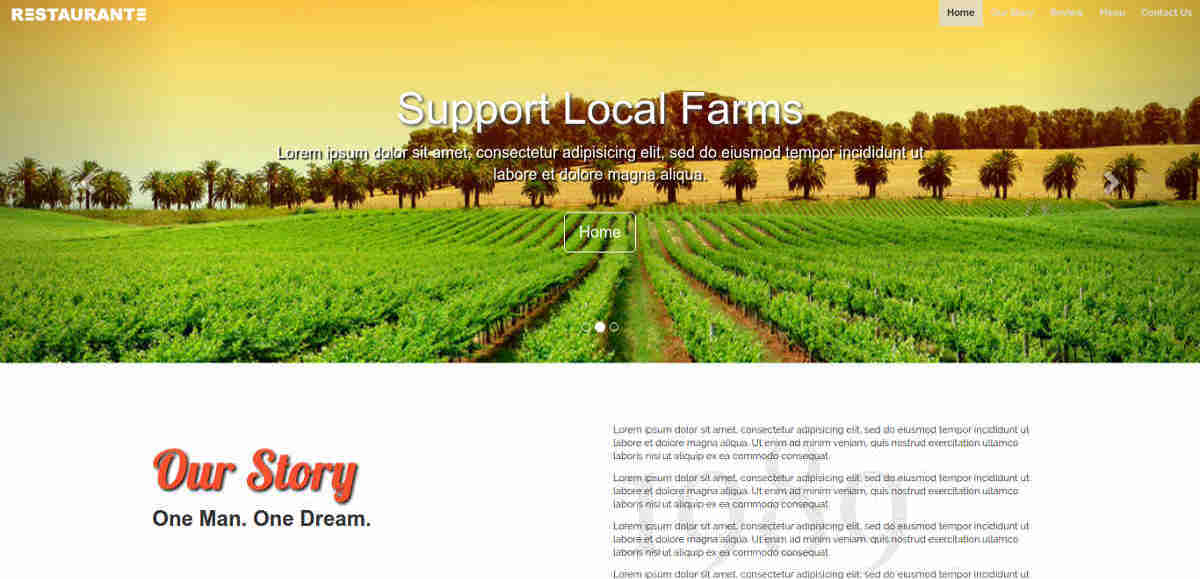 RESTAURANTE
Home Our Story Review Menu Contact Us
Support Local Farms
Lorem ipsum dolor sit amet, consectetur adipisicing elit, sed do eiusmod tempor incididunt ut
labore et dolore magna aliqua.
Home
Our Story
One Man. One Dream.
1989
Lorem ipsum dolor sit amet, consectetur adipisicing elit, sed do eiusmod tempor incididunt ut
labore et dolore magna aliqua. Ut enim ad minim veniam, quis nostrud exercitation ullamco
laboris nisi ut aliquip ex ea commodo consequat.
Lorem ipsum dolor sit amet, consectetur adipisicing elit, sed do eiusmod tempor incididunt ut
labore et dolore magna aliqua. Ut enim ad minim veniam, quis nostrud exercitation ullamco
laboris nisi ut aliquip ex ea commodo consequat.
Lorem ipsum dolor sit amet, consectetur adipisicing elit, sed do eiusmod tempor incididunt ut
labore et dolore magna aliqua. Ut enim ad minim veniam, quis nostrud exercitation ullamco
laboris nisi ut aliquip ex ea commodo consequat.
Lorem ipsum dolor sit amet, consectetur adipisicing elit, sed do eiusmod tempor incididunt ut